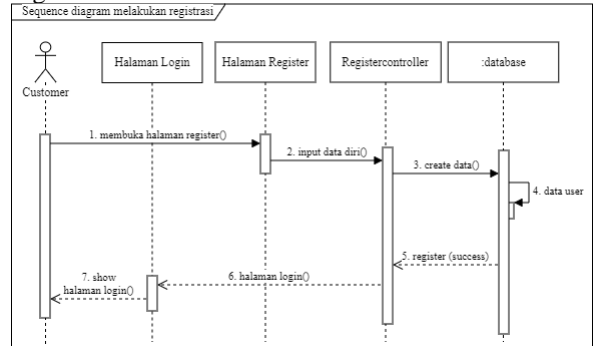 Sequence diagram melakukan registrasi
Halaman Login
Halaman Register
Registercontroller
:database
Customer
1. membuka halaman register()
2. input data diri()
3. create data()
4. data user
5. register (success)
6. halaman login()
7. show
halaman login()